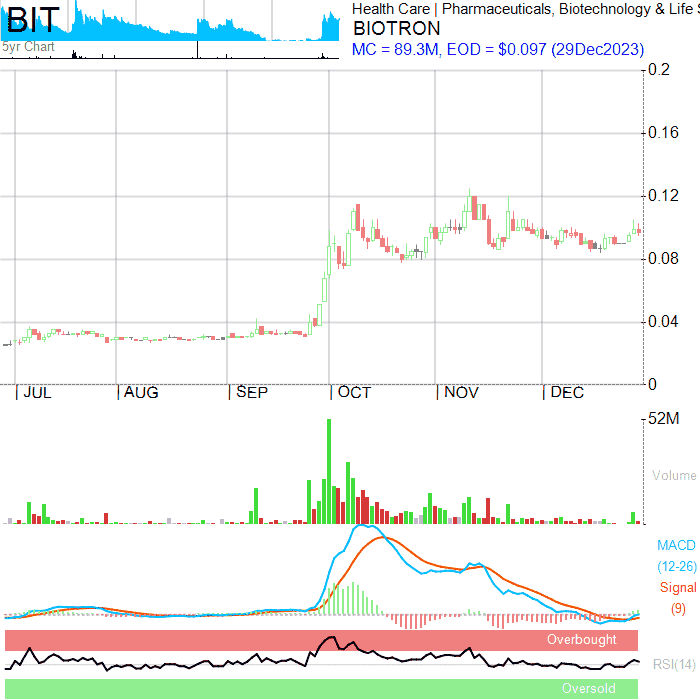 BIT
5yr Chart
Health Care | Pharmaceuticals, Biotechnology & Life S
BIOTRON
MC = 89.3M, EOD = $0.097 (29Dec2023)
0.2
0.16
0.12
0.08
0.04
0
| JUL | AUG | SEP | OCT | NOV | DEC
52M
Volume
MACD
(12-26)
Signal
(9)
Overbought
RSI(14)
Oversold